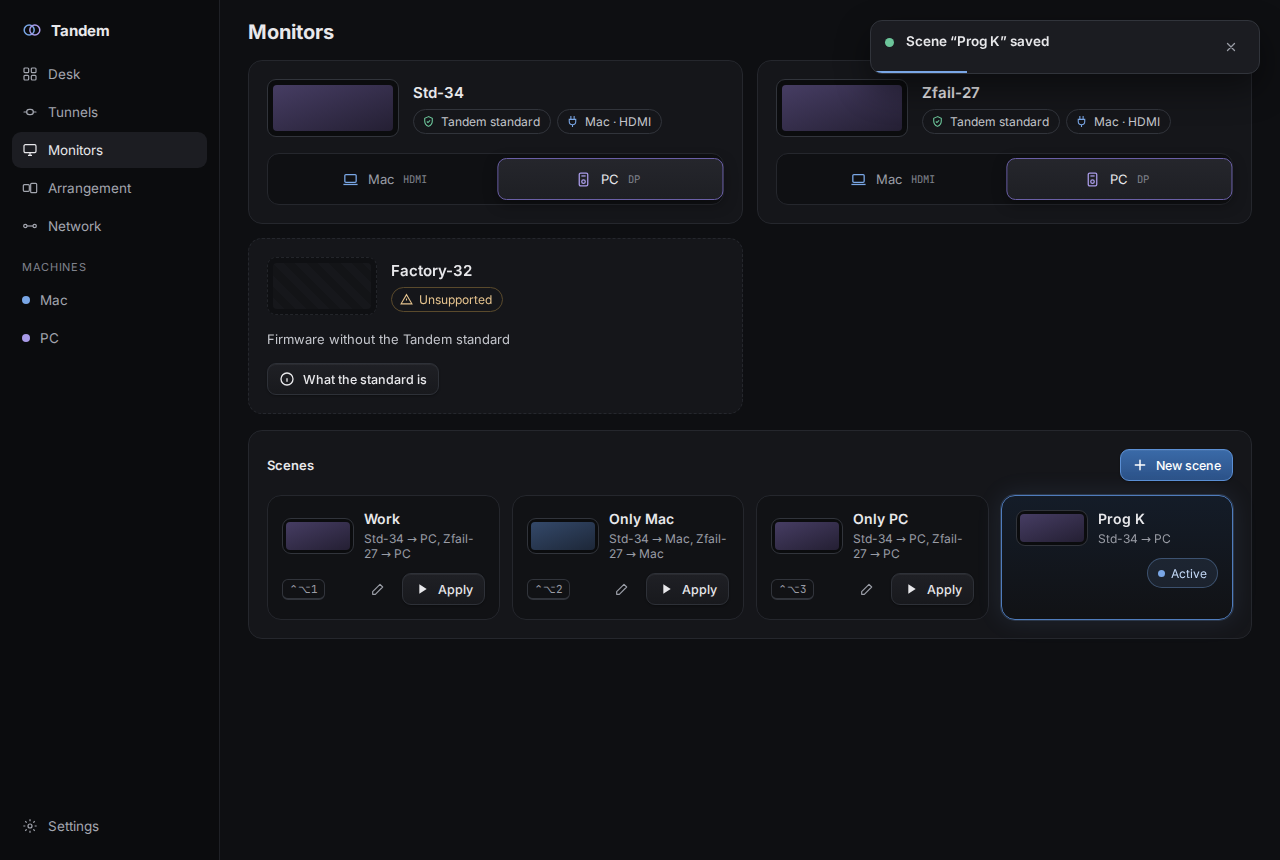 Tandem
Desk
Tunnels
Monitors
Arrangement
Network
MACHINES
Mac
PC
Settings
Monitors
Scene “Prog K” saved
Std-34
Tandem standard
Mac · HDMI
Mac HDMI
PC DP
Zfail-27
Tandem standard
Mac · HDMI
Mac HDMI
PC DP
Factory-32
Unsupported
Firmware without the Tandem standard
What the standard is
Scenes
New scene
Work
Std-34 → PC, Zfail-
27 → PC
⌃⌥1
Apply
Only Mac
Std-34 → Mac, Zfail-
27 → Mac
⌃⌥2
Apply
Only PC
Std-34 → PC, Zfail-
27 → PC
⌃⌥3
Apply
Prog K
Std-34 → PC
Active